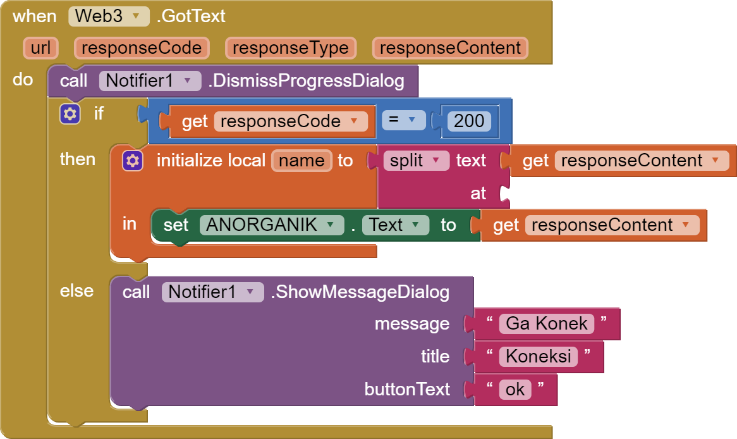 when Web3 .GotText
url responseCode responseType responseContent
do call Notifier1 .DismissProgressDialog
if get responseCode = 200
then initialize local name to split text get responseContent
at
in set ANORGANIK . Text to get responseContent
else call Notifier1 .ShowMessageDialog
message “ Ga Konek ”
title “ Koneksi ”
buttonText “ ok ”